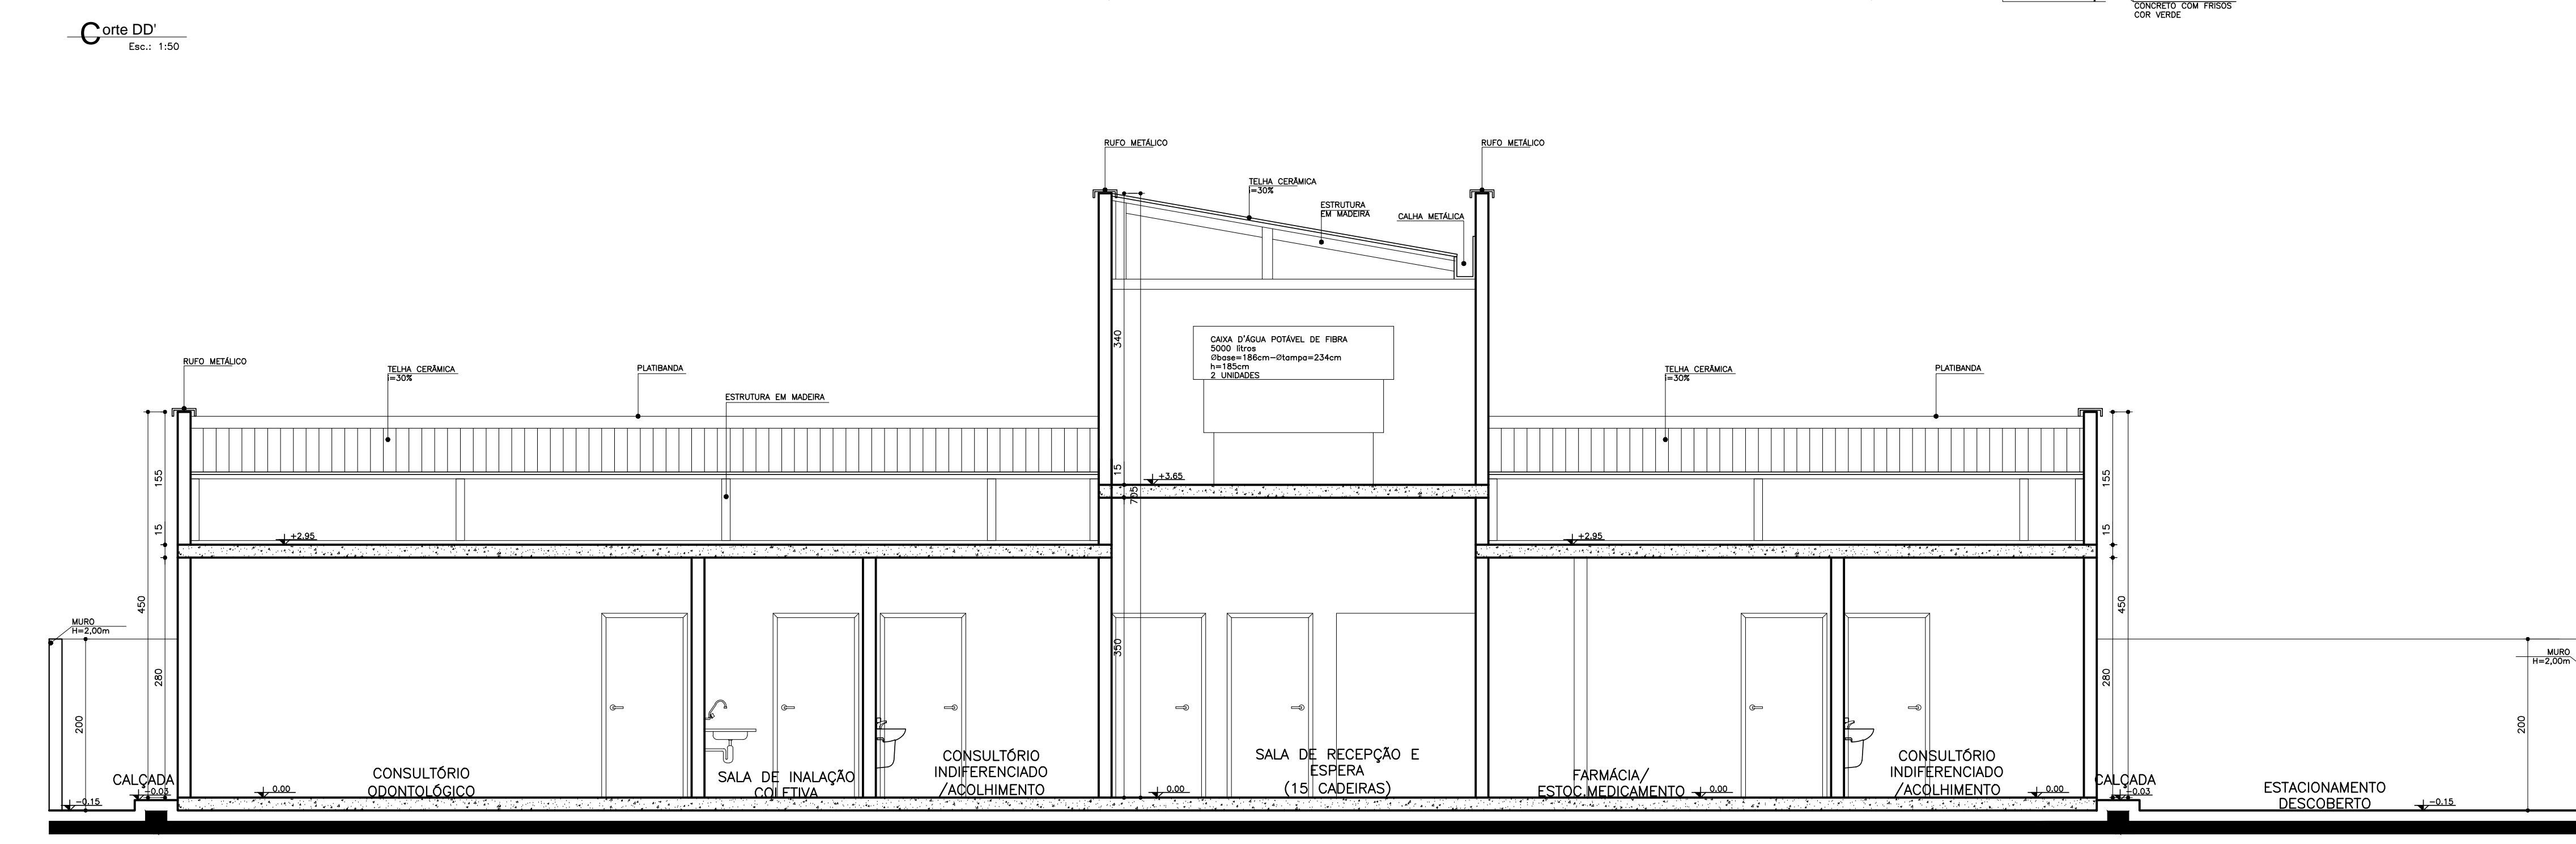 Corte DD'
Esc.: 1:50
CONCRETO COM FRISOS
COR VERDE
RUFO METÁLICO
RUFO METÁLICO
TELHA CERÂMICA
i=30%
ESTRUTURA
EM MADEIRA
CALHA METÁLICA
340
CAIXA D'ÁGUA POTÁVEL DE FIBRA
5000 litros
Øbase=186cm-Øtampa=234cm
h=185cm
2 UNIDADES
RUFO METÁLICO
TELHA CERÂMICA
i=30%
PLATIBANDA
ESTRUTURA EM MADEIRA
TELHA CERÂMICA
i=30%
PLATIBANDA
155
15
705
+3.65
155
15
+2.95
+2.95
15
450
450
MURO
H=2,00m
350
MURO
H=2,00m
280
280
200
200
CALÇADA
-0.03
-0.15
0.00
CONSULTÓRIO
ODONTOLÓGICO
SALA DE INALAÇÃO
COLETIVA
CONSULTÓRIO
INDIFERENCIADO
/ACOLHIMENTO
0.00
SALA DE RECEPÇÃO E
ESPERA
(15 CADEIRAS)
FARMÁCIA/
ESTOC.MEDICAMENTO
0.00
CONSULTÓRIO
INDIFERENCIADO
/ACOLHIMENTO
0.00
CALÇADA
-0.03
ESTACIONAMENTO
DESCOBERTO
-0.15